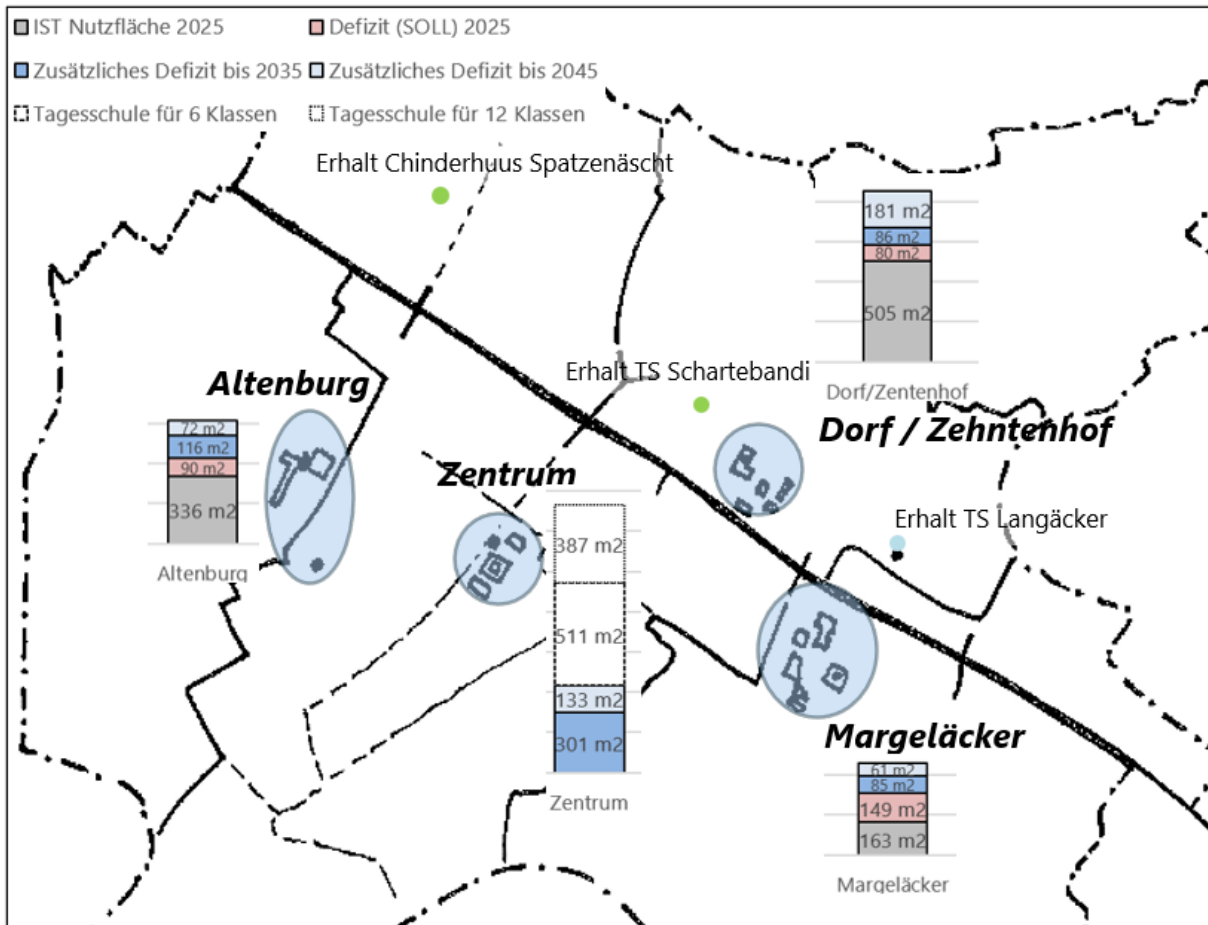 IST Nutzfläche 2025 Defizit (SOLL) 2025
Zusätzliches Defizit bis 2035 Zusätzliches Defizit bis 2045
Tagesschule für 6 Klassen Tagesschule für 12 Klassen
Erhalt Chinderhuus Spatzenäscht
181 m2
86 m2
80 m2
505 m2
Dorf/Zentenhof
Erhalt TS Schartebandi
Altenburg
Dorf / Zehntenhof
72 m2
116 m2
90 m2
336 m2
Altenburg
Zentrum
387 m2
511 m2
133 m2
301 m2
Zentrum
Erhalt TS Langäcker
Margeläcker
61 m2
85 m2
149 m2
163 m2
Margeläcker